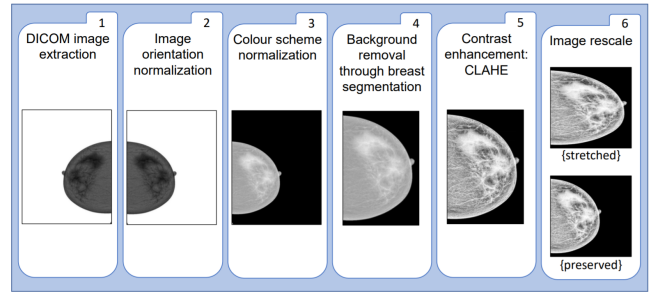 1
DICOM image
extraction
2
Image
orientation
normalization
3
Colour scheme
normalization
4
Background
removal
through breast
segmentation
5
Contrast
enhancement:
CLAHE
6
Image rescale
{stretched}
{preserved}